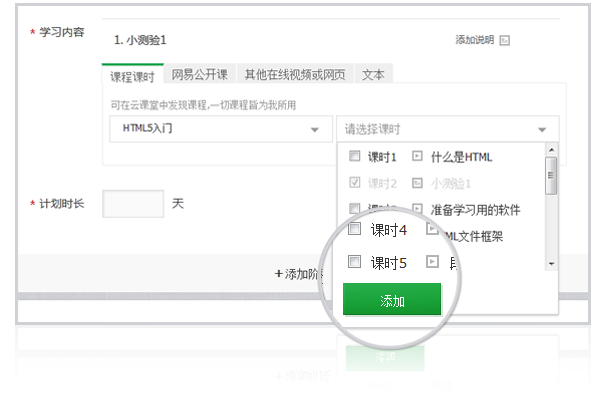 * 学习内容
1. 小测验1
添加说明
课程课时 网易公开课 其他在线视频或网页 文本
可在云课堂中发现课程,一切课程皆为我所用
HTML5入门
请选择课时
课时1 什么是HTML
课时2 小测验1
准备学习用的软件
课时4 ML文件框架
课时5
* 计划时长 天
+添加阶
添加